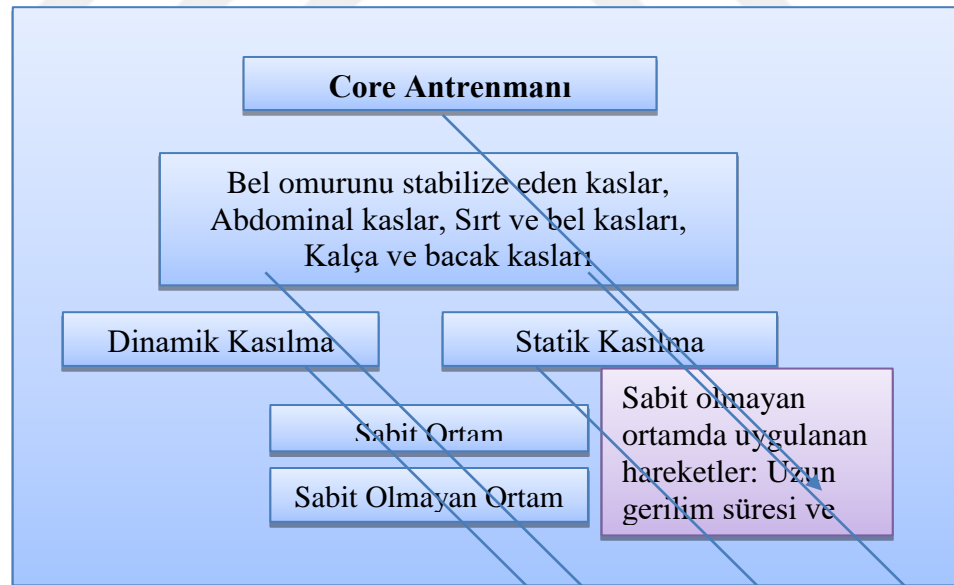 Core Antrenmanı
Bel omurunu stabilize eden kaslar,
Abdominal kaslar, Sırt ve bel kasları,
Kalça ve bacak kasları
Dinamik Kasılma
Statik Kasılma
Sabit Ortam
Sabit Olmayan Ortam
Sabit olmayan
ortamda uygulanan
hareketler: Uzun
gerilim süresi ve